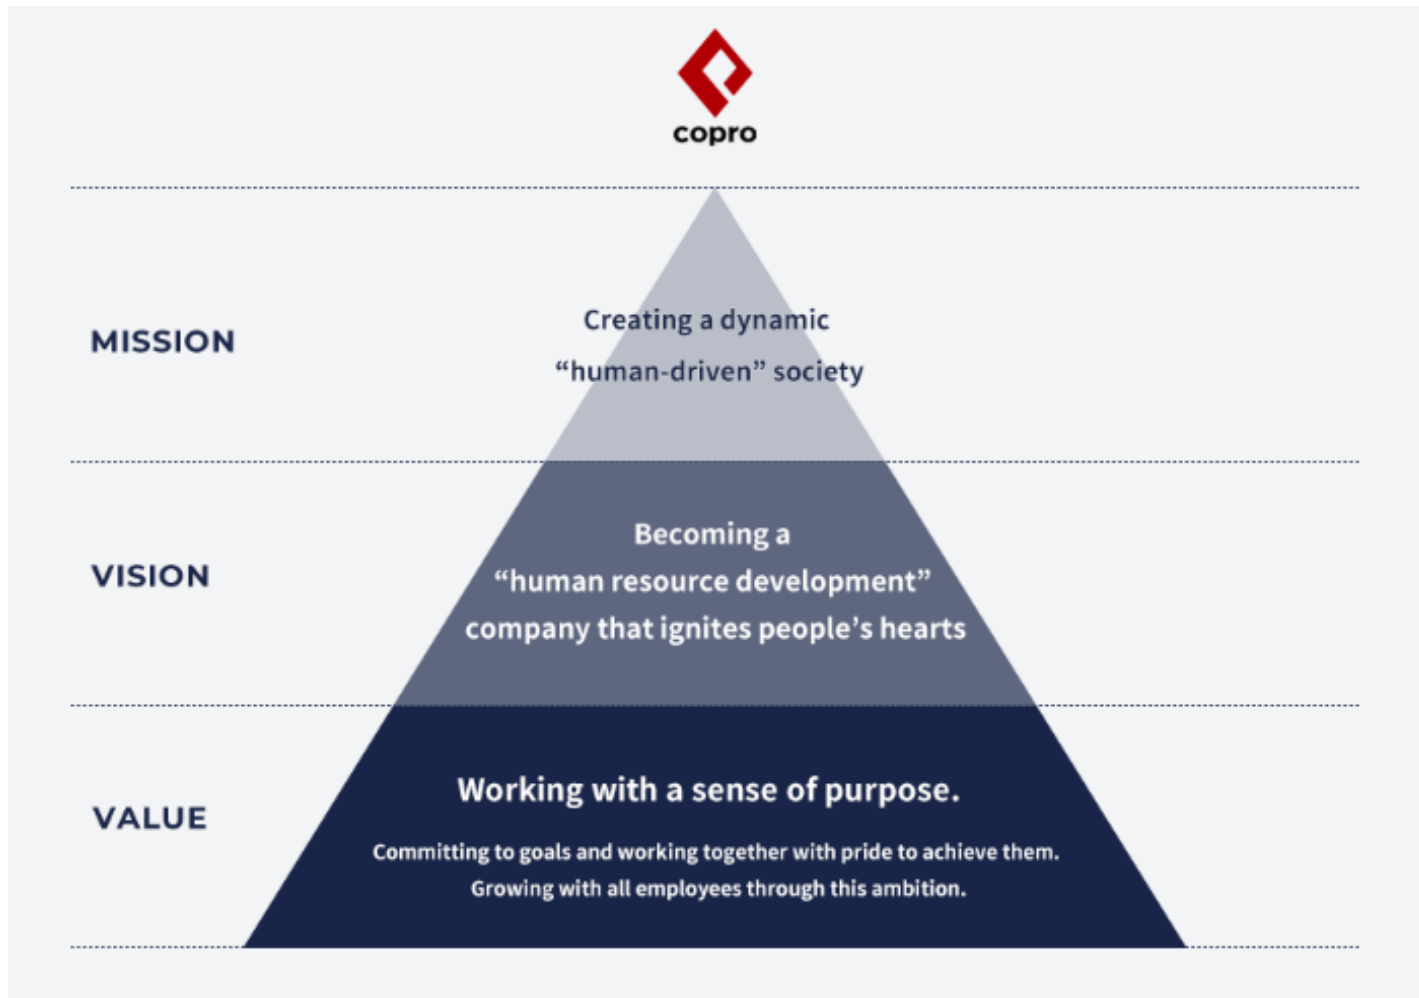 copro
MISSION
Creating a dynamic
“human-driven” society
VISION
Becoming a
“human resource development”
company that ignites people’s hearts
VALUE
Working with a sense of purpose.
Committing to goals and working together with pride to achieve them.
Growing with all employees through this ambition.